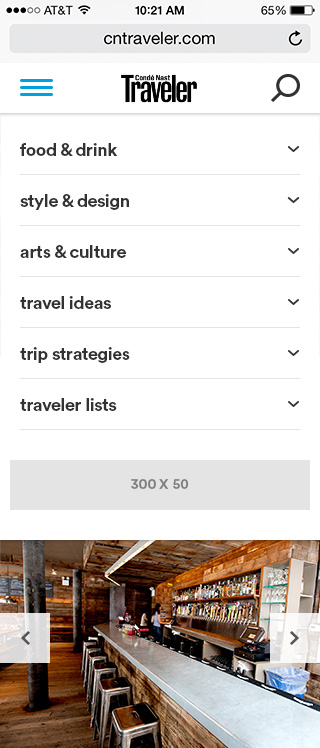 AT&T 10:21 AM 65%
cntraveler.com
Condé Nast
Traveler
food & drink
style & design
arts & culture
travel ideas
trip strategies
traveler lists
300 X 50